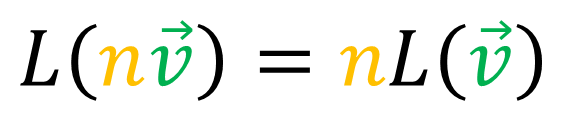 𝐿(𝑛𝑣⃗) = 𝑛𝐿(𝑣⃗)